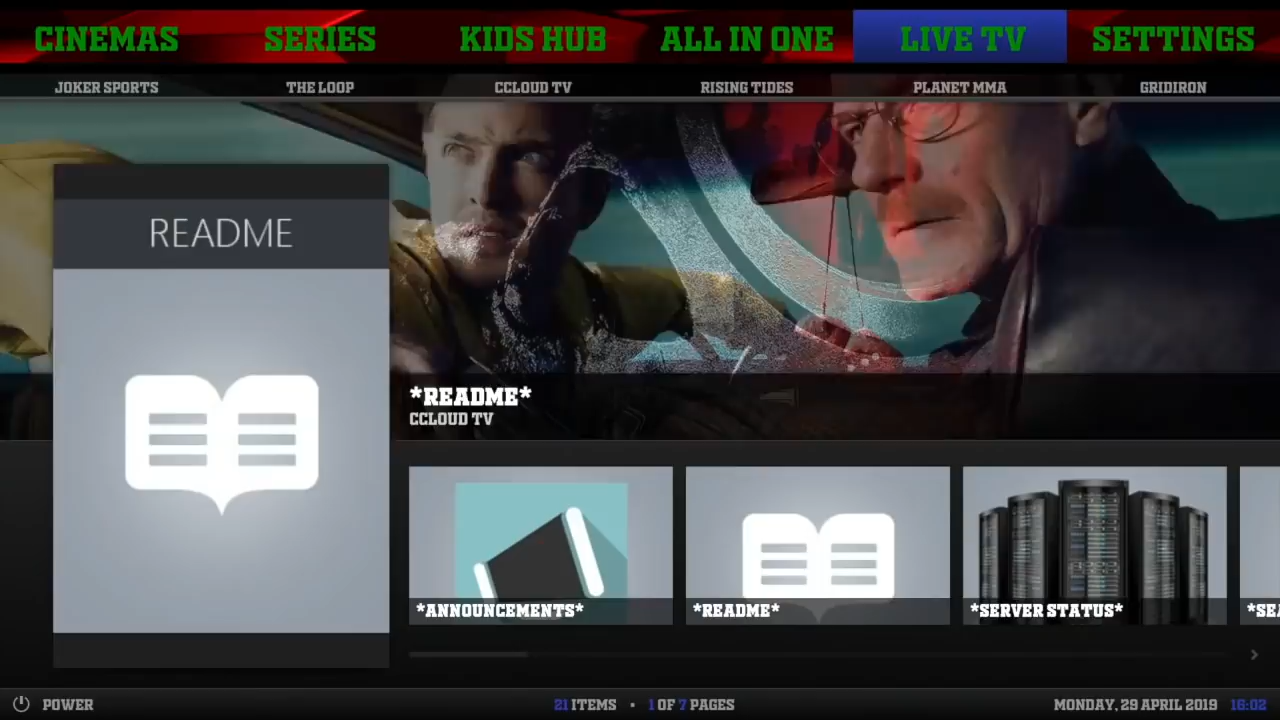 CINEMAS SERIES KIDS HUB ALL IN ONE LIVE TV SETTINGS
JOKER SPORTS THE LOOP CCLOUD TV RISING TIDES PLANET MMA GRIDIRON
README
*README*
CCLOUD TV
*ANNOUNCEMENTS* *README* *SERVER STATUS* *SEA
POWER 21 ITEMS • 1 OF 7 PAGES MONDAY, 29 APRIL 2019 16:02